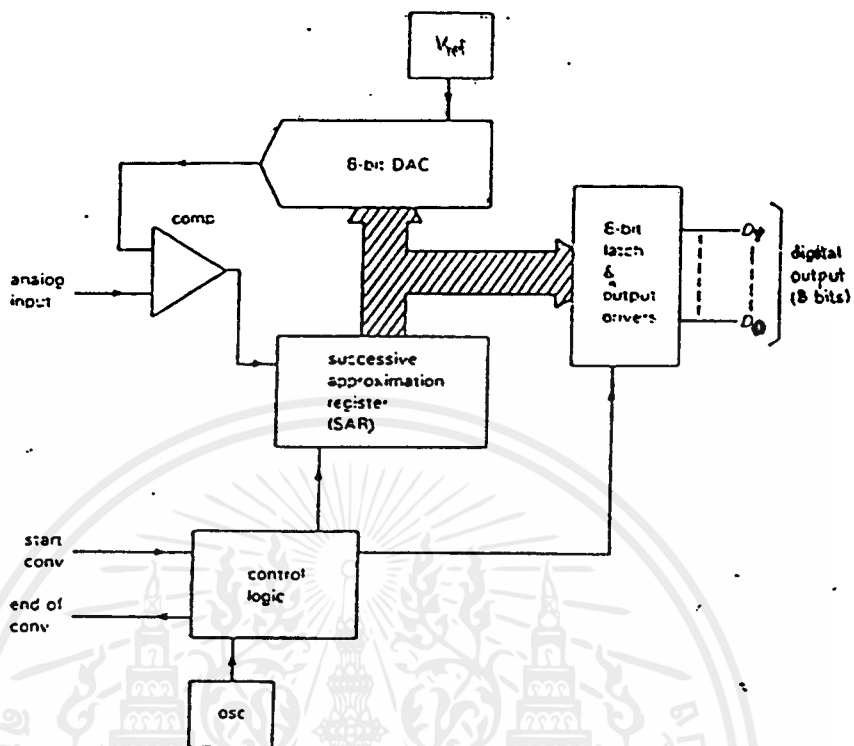 Vref
8-bit DAC
comp
analog
input
8-bit
latch
&
output
drivers
D7
D0
digital
output
(8 bits)
successive
approximation
register
(SAR)
start
conv
end of
conv
control
logic
osc